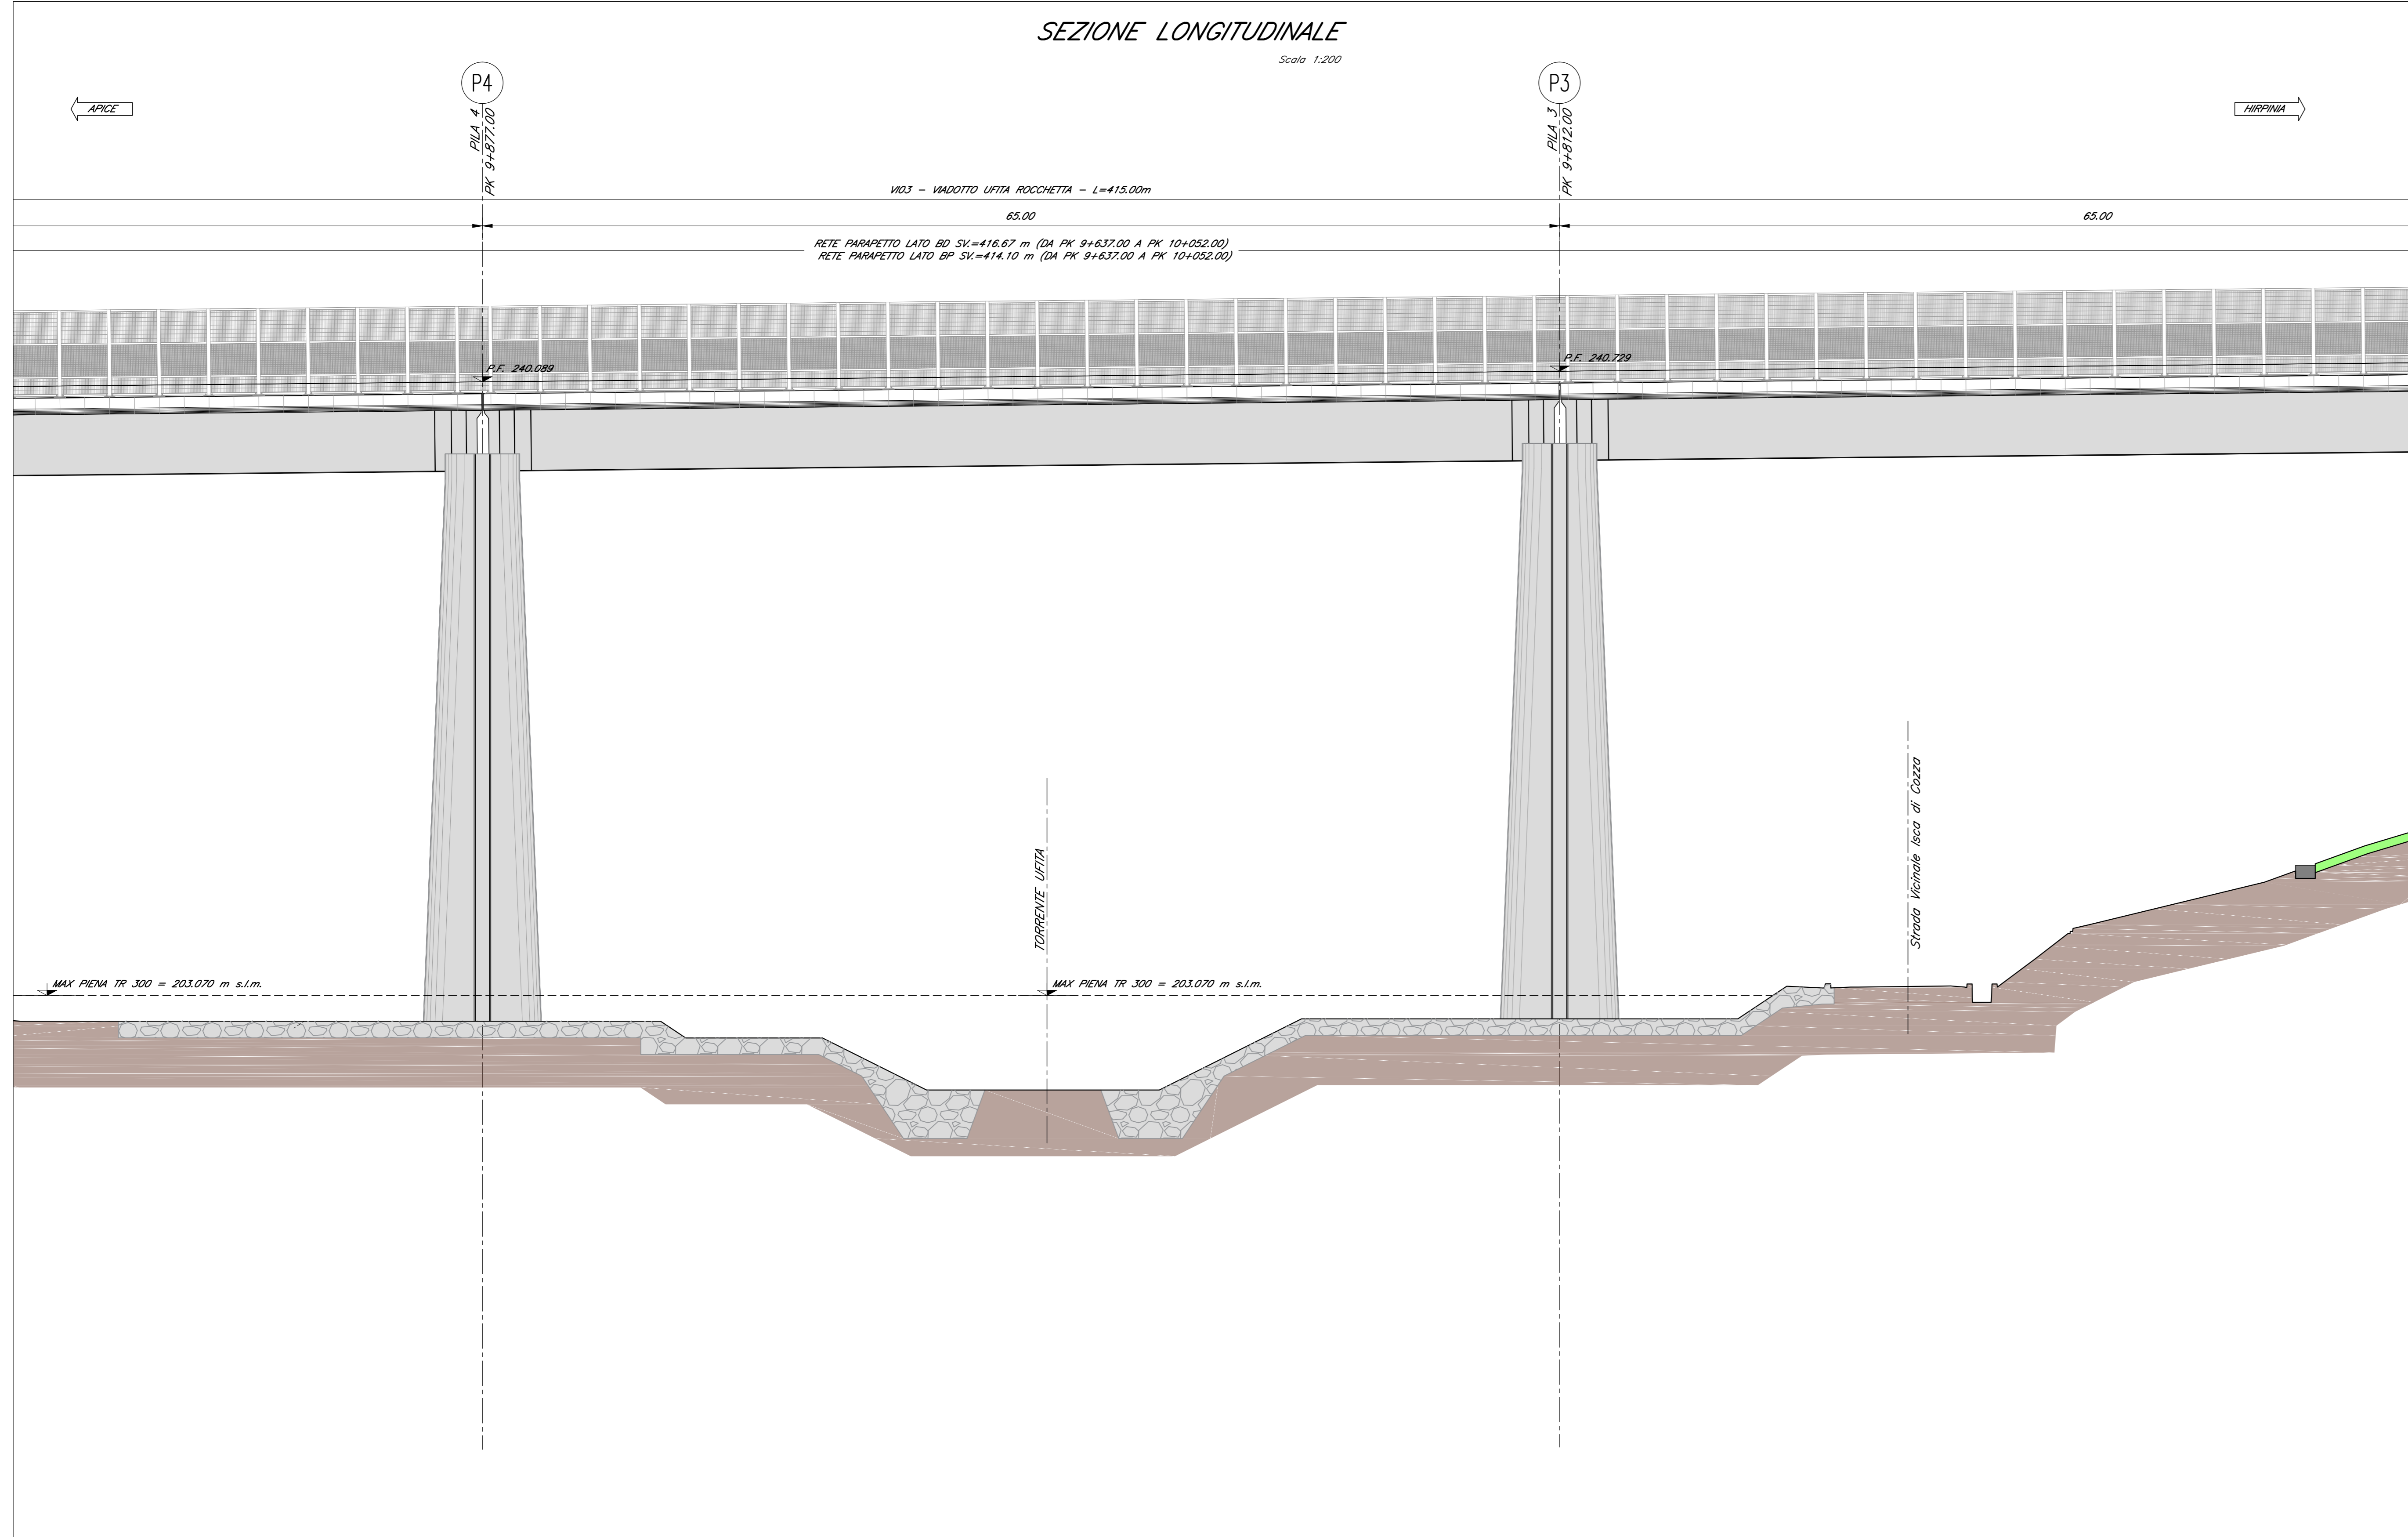 SEZIONE LONGITUDINALE
Scala 1:200
P4
P3
APICE
HIRPINIA
PILA 4
PK 9+877.00
PILA 3
PK 9+812.00
VI03 - VIADOTTO UFITA ROCCHETTA - L=415.00m
65.00
65.00
RETE PARAPETTO LATO BD SV.=416.67 m (DA PK 9+637.00 A PK 10+052.00)
RETE PARAPETTO LATO BP SV.=414.10 m (DA PK 9+637.00 A PK 10+052.00)
P.F. 240.089
P.F. 240.729
TORRENTE UFITA
Strada Vicinale Isca di Cozzo
MAX PIENA TR 300 = 203.070 m s.l.m.
MAX PIENA TR 300 = 203.070 m s.l.m.